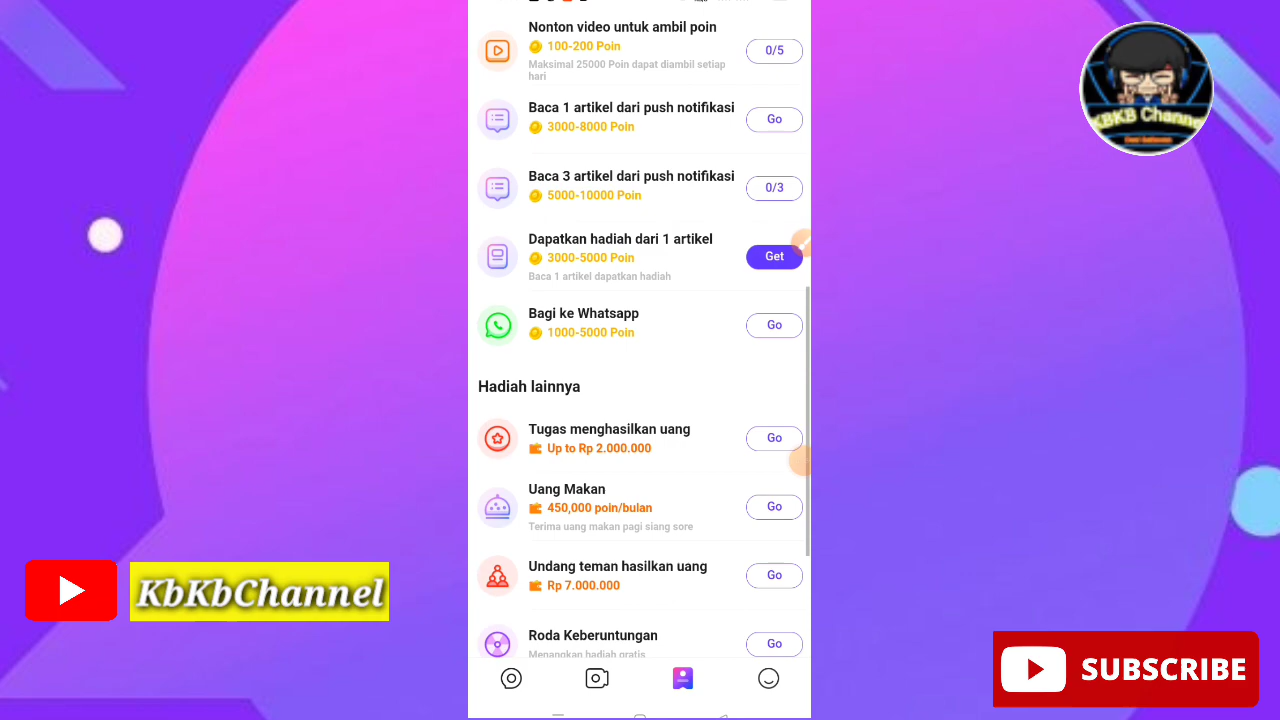 Nonton video untuk ambil poin
100-200 Poin
Maksimal 25000 Poin dapat diambil setiap
hari
0/5
Baca 1 artikel dari push notifikasi
3000-8000 Poin
Go
Baca 3 artikel dari push notifikasi
5000-10000 Poin
0/3
Dapatkan hadiah dari 1 artikel
3000-5000 Poin
Baca 1 artikel dapatkan hadiah
Get
Bagi ke Whatsapp
1000-5000 Poin
Go
Hadiah lainnya
Tugas menghasilkan uang
Up to Rp 2.000.000
Go
Uang Makan
450,000 poin/bulan
Terima uang makan pagi siang sore
Go
Undang teman hasilkan uang
Rp 7.000.000
Go
Roda Keberuntungan
Menangkan hadiah gratis
Go
KBKB Channe
KbKbChannel
SUBSCRIBE